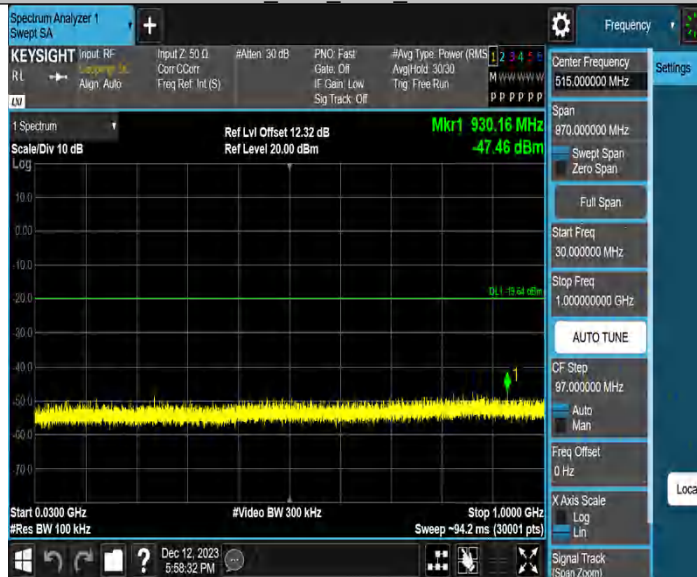 Spectrum Analyzer 1
Swept SA
+
Frequency
KEYSIGHT
RL
Input: RF
Coupling: DC
Align: Auto
Input Z: 50 Ω
Corr CCorr
Freq Ref: Int (S)
#Atten: 30 dB
PNO: Fast
Gate: Off
IF Gain: Low
Sig Track: Off
#Avg Type: Power (RMS
Avg|Hold: 30/30
Trig: Free Run
1 2 3 4 5 6
M W W W W W
P P P P P P
LNI
1 Spectrum
Scale/Div 10 dB
Log
Ref Lvl Offset 12.32 dB
Ref Level 20.00 dBm
Mkr1 930.16 MHz
-47.46 dBm
10.0
0.00
-10.0
-20.0
-30.0
-40.0
-50.0
-60.0
-70.0
DL1 -19.64 dBm
1
Start 0.0300 GHz
#Res BW 100 kHz
#Video BW 300 kHz
Stop 1.0000 GHz
Sweep ~94.2 ms (30001 pts)
?
Dec 12, 2023
5:58:32 PM
Center Frequency
515.000000 MHz
Settings
Span
970.000000 MHz
Swept Span
Zero Span
Full Span
Start Freq
30.000000 MHz
Stop Freq
1.000000000 GHz
AUTO TUNE
CF Step
97.000000 MHz
Auto
Man
Freq Offset
0 Hz
X Axis Scale
Log
Lin
Loca
Signal Track
(Span Zoom)